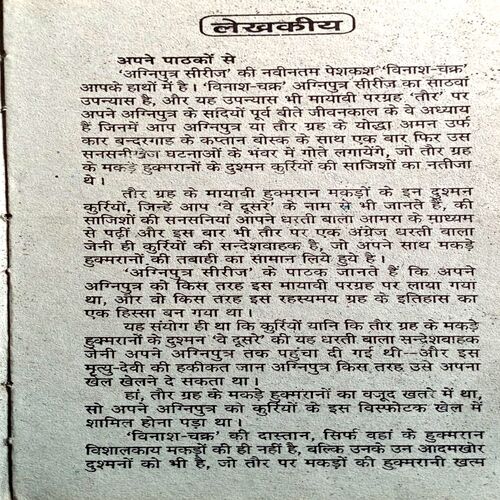 लेखकीय
अपने पाठकों से
'अग्निपुत्र सीरीज' की नवीनतम पेशकश 'विनाश-चक्र'
आपके हाथों में है। 'विनाश-चक्र' अग्निपुत्र सीरीज का साठवां
उपन्यास है, और यह उपन्यास भी मायावी परग्रह 'तौर' पर
अपने अग्निपुत्र के सदियों पूर्व बीते जीवनकाल के वे अध्याय
हैं जिनमें आप अग्निपुत्र या तौर ग्रह के योद्धा अमन उर्फ
कार बन्दरगाह के कप्तान बोस्क के साथ एक बार फिर उस
सनसनीखेज घटनाओं के भंवर में गोते लगायेंगे, जो तौर ग्रह
के मकड़े हुक्मरानों के दुश्मन कुर्रियों की साजिशों का नतीजा
थे।
तौर ग्रह के मायावी हुक्मरान मकड़ों के इन दुश्मन
कुर्रियों, जिन्हें आप 'वे दूसरे' के नाम से भी जानते हैं, की
साजिशों की सनसनियां आपने धरती बाला आमरा के माध्यम
से पढ़ीं और इस बार भी तौर पर एक अंग्रेज धरती बाला
जेनी ही कुर्रियों की सन्देशवाहक है, जो अपने साथ मकड़े
हुक्मरानों की तबाही का सामान लिये हुये है।
'अग्निपुत्र सीरीज' के पाठक जानते हैं कि अपने
अग्निपुत्र को किस तरह इस मायावी परग्रह पर लाया गया
था, और वो किस तरह इस रहस्यमय ग्रह के इतिहास का
एक हिस्सा बन गया था।
यह संयोग ही था कि कुर्रियों यानि कि तौर ग्रह के मकड़े
हुक्मरानों के दुश्मन 'वे दूसरे' की यह धरती बाला सन्देशवाहक
जेनी अपने अग्निपुत्र तक पहुंचा दी गई थी—और इस
मृत्यु-देवी की हकीकत जान अग्निपुत्र किस तरह उसे अपना
खेल खेलने दे सकता था।
हां, तौर ग्रह के मकड़े हुक्मरानों का वजूद खतरे में था,
सो अपने अग्निपुत्र को कुर्रियों के इस विस्फोटक खेल में
शामिल होना पड़ा था।
'विनाश-चक्र' की दास्तान, सिर्फ वहां के हुक्मरान
विशालकाय मकड़ों की ही नहीं है, बल्कि उनके उन आदमखोर
दुश्मनों की भी है, जो तौर पर मकड़ों की हुक्मरानी खत्म